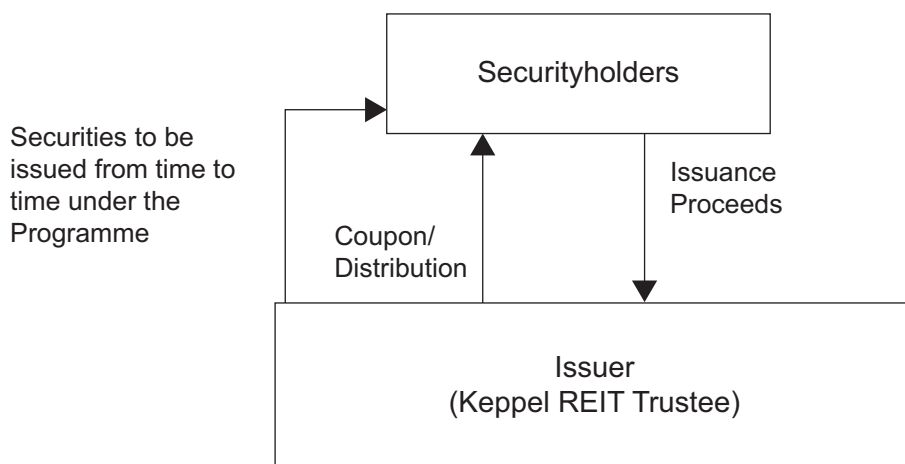 Securityholders
Securities to be
issued from time to
time under the
Programme
Coupon/
Distribution
Issuance
Proceeds
Issuer
(Keppel REIT Trustee)